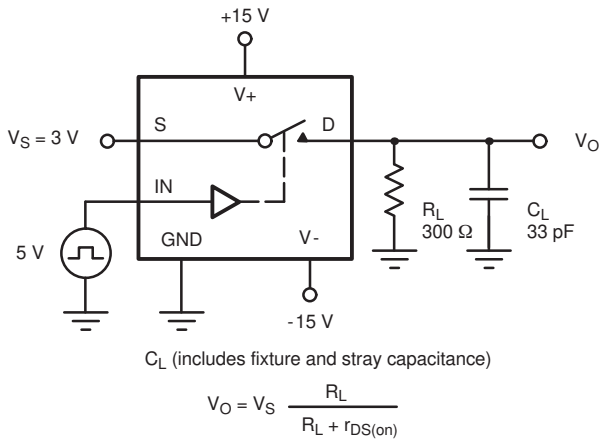 +15 V
V+
S
D
V_S = 3 V
V_O
IN
R_L
300 Ω
C_L
33 pF
GND
V-
5 V
-15 V
C_L (includes fixture and stray capacitance)
V_O = V_S R_L / R_L + r_DS(on)